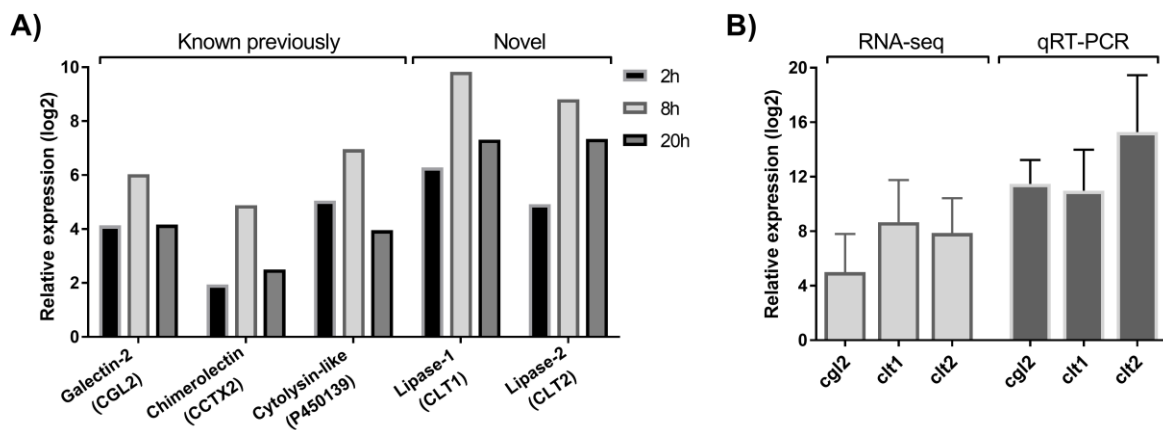 A)
Known previously
Novel
Relative expression (log2)
10
8
6
4
2
0
2h
8h
20h
Galectin-2
(CGL2)
Chimerolectin
(CCTX2)
Cytolysin-like
(P450139)
Lipase-1
(CLT1)
Lipase-2
(CLT2)
B)
RNA-seq
qRT-PCR
Relative expression (log2)
20
16
12
8
4
0
cgl2
clt1
clt2
cgl2
clt1
clt2